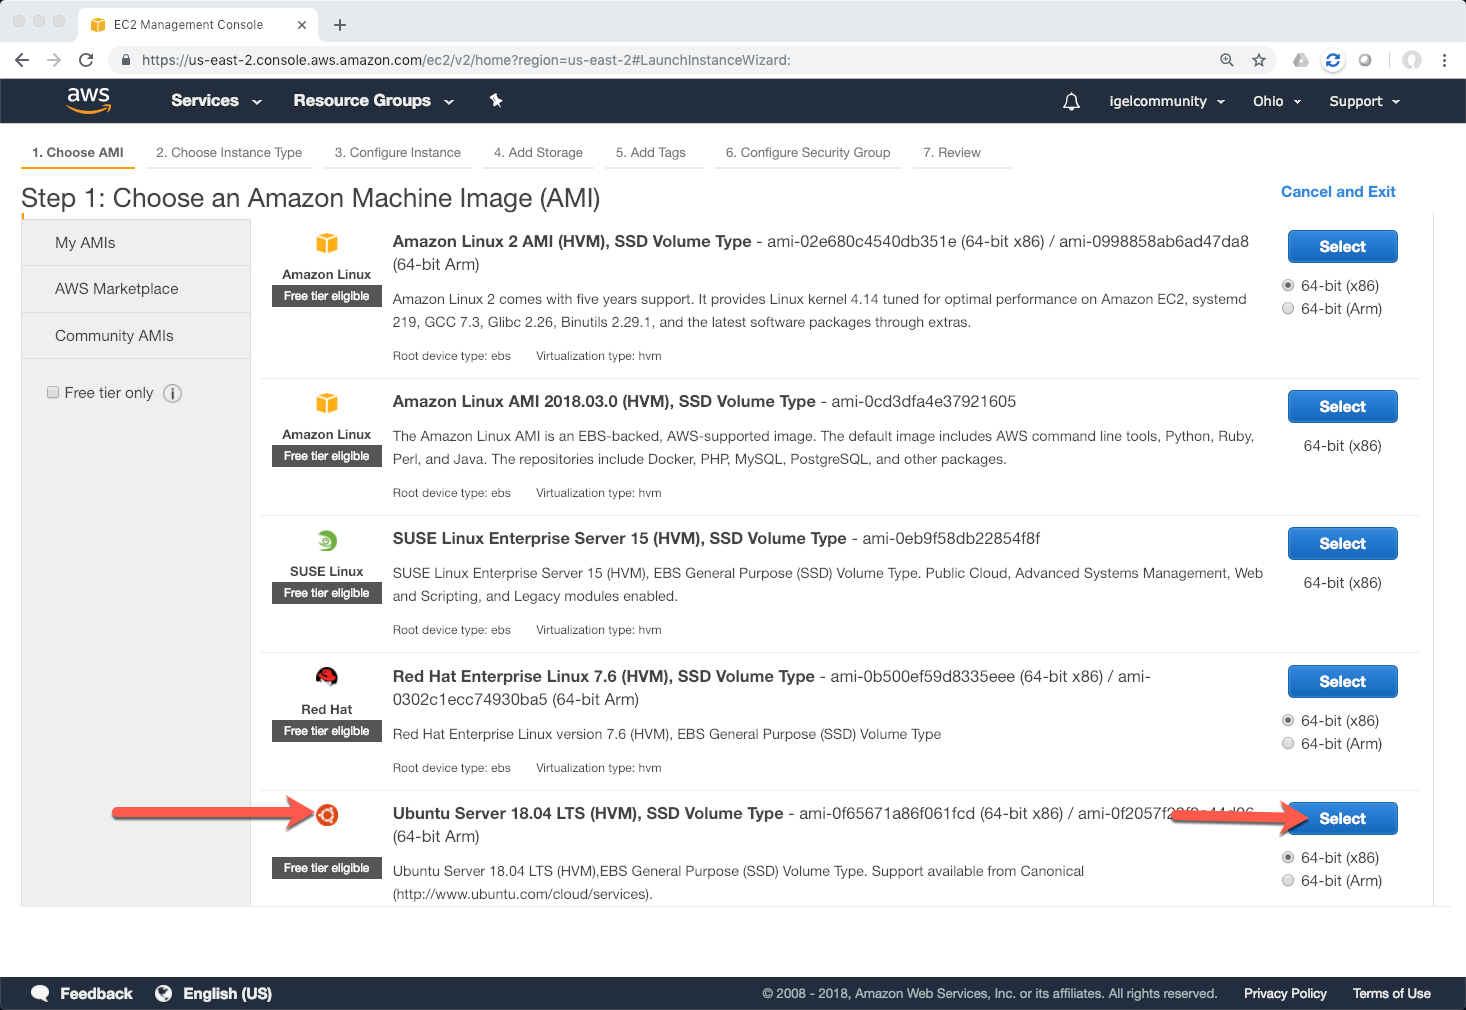 EC2 Management Console
https://us-east-2.console.aws.amazon.com/ec2/v2/home?region=us-east-2#LaunchInstanceWizard:
aws Services Resource Groups igelcommunity Ohio Support
1. Choose AMI 2. Choose Instance Type 3. Configure Instance 4. Add Storage 5. Add Tags 6. Configure Security Group 7. Review
Step 1: Choose an Amazon Machine Image (AMI)
Cancel and Exit
My AMIs
AWS Marketplace
Community AMIs
Free tier only
Amazon Linux
Free tier eligible
Amazon Linux 2 AMI (HVM), SSD Volume Type - ami-02e680c4540db351e (64-bit x86) / ami-0998858ab6ad47da8
(64-bit Arm)
Amazon Linux 2 comes with five years support. It provides Linux kernel 4.14 tuned for optimal performance on Amazon EC2, systemd
219, GCC 7.3, Glibc 2.26, Binutils 2.29.1, and the latest software packages through extras.
Root device type: ebs Virtualization type: hvm
Select
64-bit (x86)
64-bit (Arm)
Amazon Linux
Free tier eligible
Amazon Linux AMI 2018.03.0 (HVM), SSD Volume Type - ami-0cd3dfa4e37921605
The Amazon Linux AMI is an EBS-backed, AWS-supported image. The default image includes AWS command line tools, Python, Ruby,
Perl, and Java. The repositories include Docker, PHP, MySQL, PostgreSQL, and other packages.
Root device type: ebs Virtualization type: hvm
Select
64-bit (x86)
SUSE Linux
Free tier eligible
SUSE Linux Enterprise Server 15 (HVM), SSD Volume Type - ami-0eb9f58db22854f8f
SUSE Linux Enterprise Server 15 (HVM), EBS General Purpose (SSD) Volume Type. Public Cloud, Advanced Systems Management, Web
and Scripting, and Legacy modules enabled.
Root device type: ebs Virtualization type: hvm
Select
64-bit (x86)
Red Hat
Free tier eligible
Red Hat Enterprise Linux 7.6 (HVM), SSD Volume Type - ami-0b500ef59d8335eee (64-bit x86) / ami-
0302c1ecc74930ba5 (64-bit Arm)
Red Hat Enterprise Linux version 7.6 (HVM), EBS General Purpose (SSD) Volume Type
Root device type: ebs Virtualization type: hvm
Select
64-bit (x86)
64-bit (Arm)
Free tier eligible
Ubuntu Server 18.04 LTS (HVM), SSD Volume Type - ami-0f65671a86f061fcd (64-bit x86) /
(64-bit Arm)
Ubuntu Server 18.04 LTS (HVM),EBS General Purpose (SSD) Volume Type. Support available from Canonical
(http://www.ubuntu.com/cloud/services).
Select
64-bit (x86)
64-bit (Arm)
Feedback English (US) © 2008 - 2018, Amazon Web Services, Inc. or its affiliates. All rights reserved. Privacy Policy Terms of Use